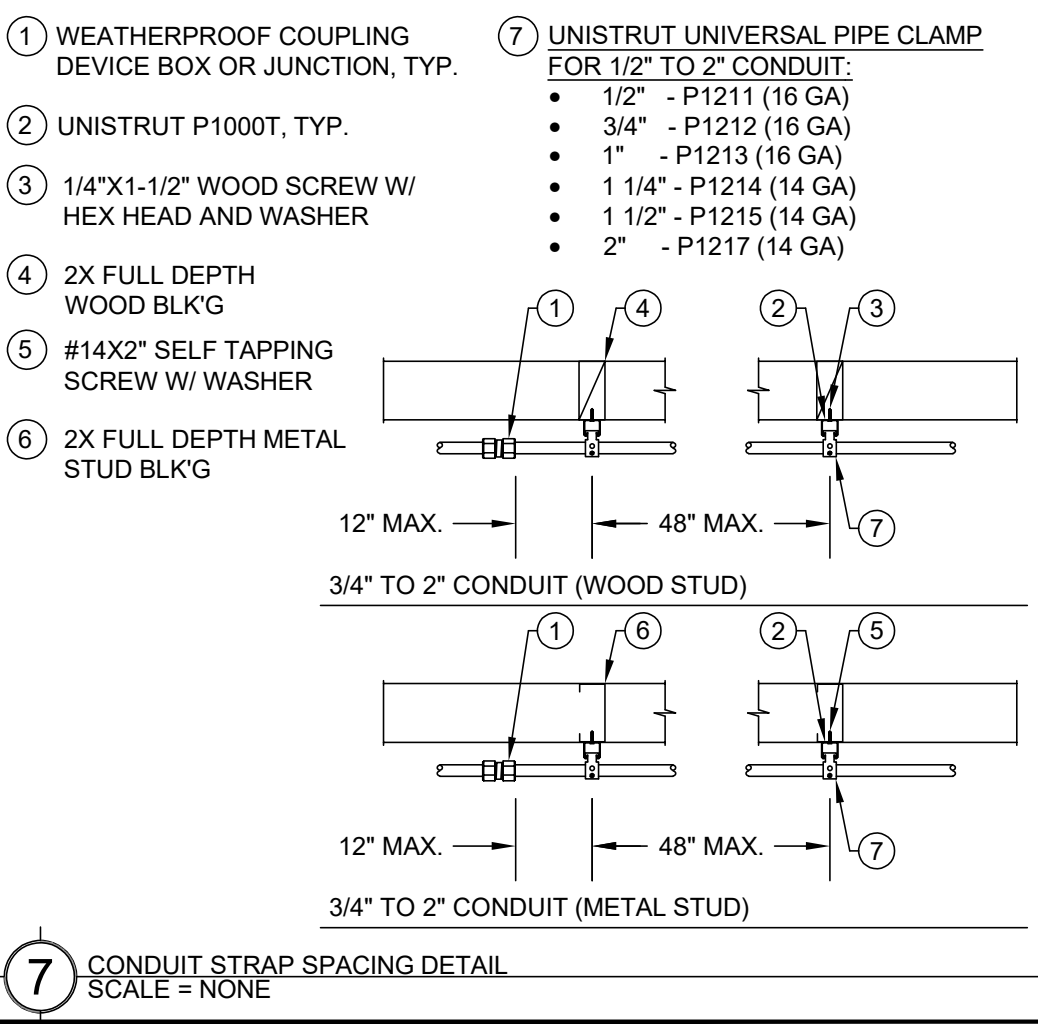 1 WEATHERPROOF COUPLING
DEVICE BOX OR JUNCTION, TYP.
2 UNISTRUT P1000T, TYP.
3 1/4"X1-1/2" WOOD SCREW W/
HEX HEAD AND WASHER
4 2X FULL DEPTH
WOOD BLK'G
5 #14X2" SELF TAPPING
SCREW W/ WASHER
6 2X FULL DEPTH METAL
STUD BLK'G
7 UNISTRUT UNIVERSAL PIPE CLAMP
FOR 1/2" TO 2" CONDUIT:
• 1/2" - P1211 (16 GA)
• 3/4" - P1212 (16 GA)
• 1" - P1213 (16 GA)
• 1 1/4" - P1214 (14 GA)
• 1 1/2" - P1215 (14 GA)
• 2" - P1217 (14 GA)
1 4 2 3
12" MAX. 48" MAX. 7
3/4" TO 2" CONDUIT (WOOD STUD)
1 6 2 5
12" MAX. 48" MAX. 7
3/4" TO 2" CONDUIT (METAL STUD)
7 CONDUIT STRAP SPACING DETAIL
SCALE = NONE